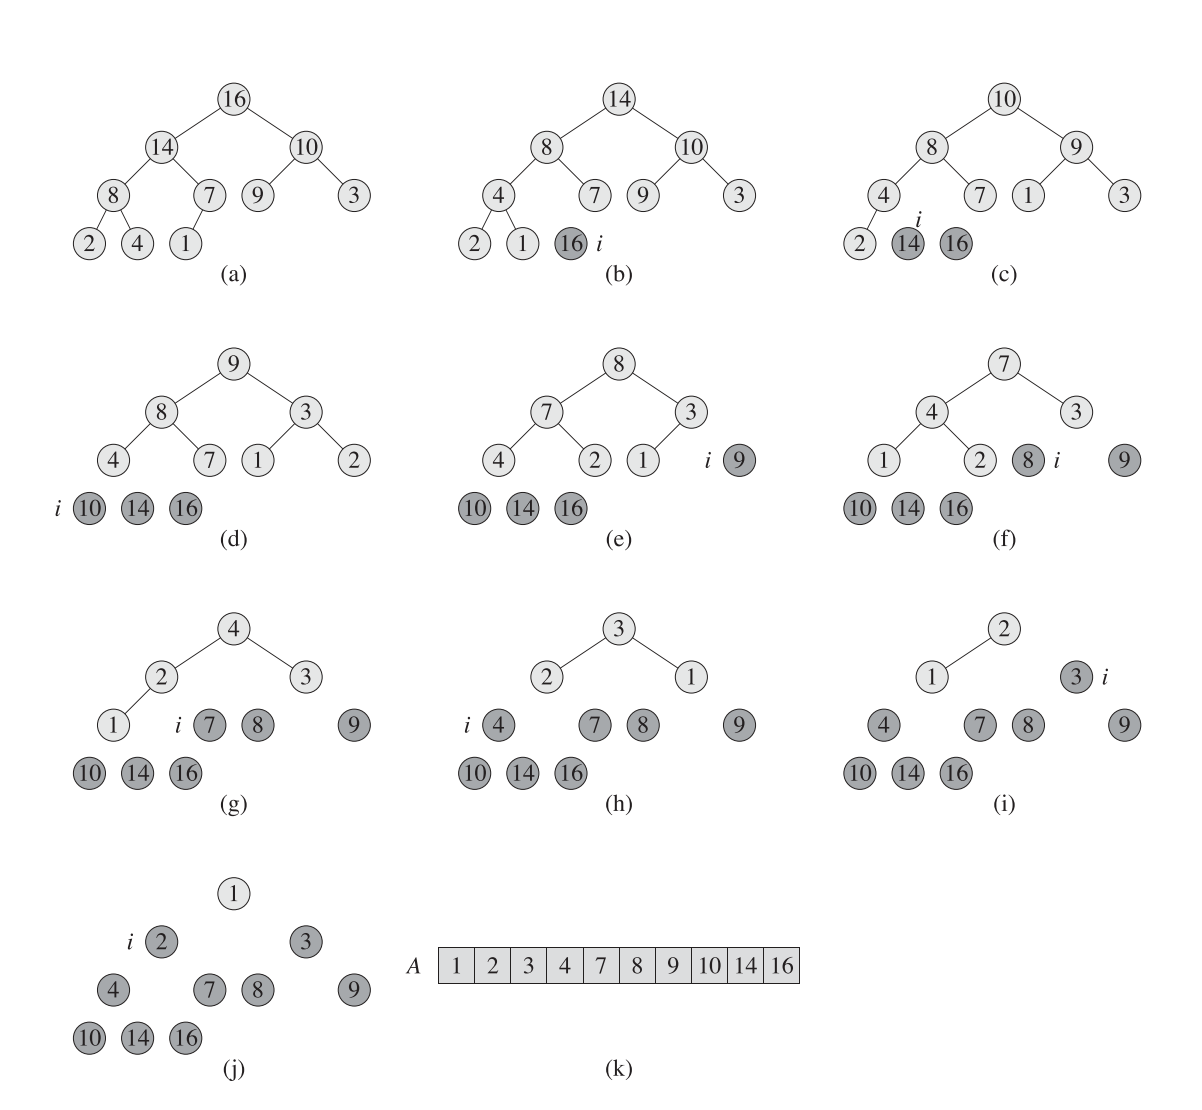 16 14 10
14 10 8 10 8 9
8 7 9 3 4 7 9 3 4 7 1 3
i
2 4 1 2 1 16 i 2 14 16
(a) (b) (c)
9 8 7
8 3 7 3 4 3
4 7 1 2 4 2 1 i 9 1 2 8 i 9
i 10 14 16 10 14 16 10 14 16
(d) (e) (f)
4 3 2
2 3 2 1 1 3 i
1 i 7 8 9 i 4 7 8 9 4 7 8 9
10 14 16 10 14 16 10 14 16
(g) (h) (i)
1
i 2 3
A 1 2 3 4 7 8 9 10 14 16
4 7 8 9
10 14 16
(j) (k)